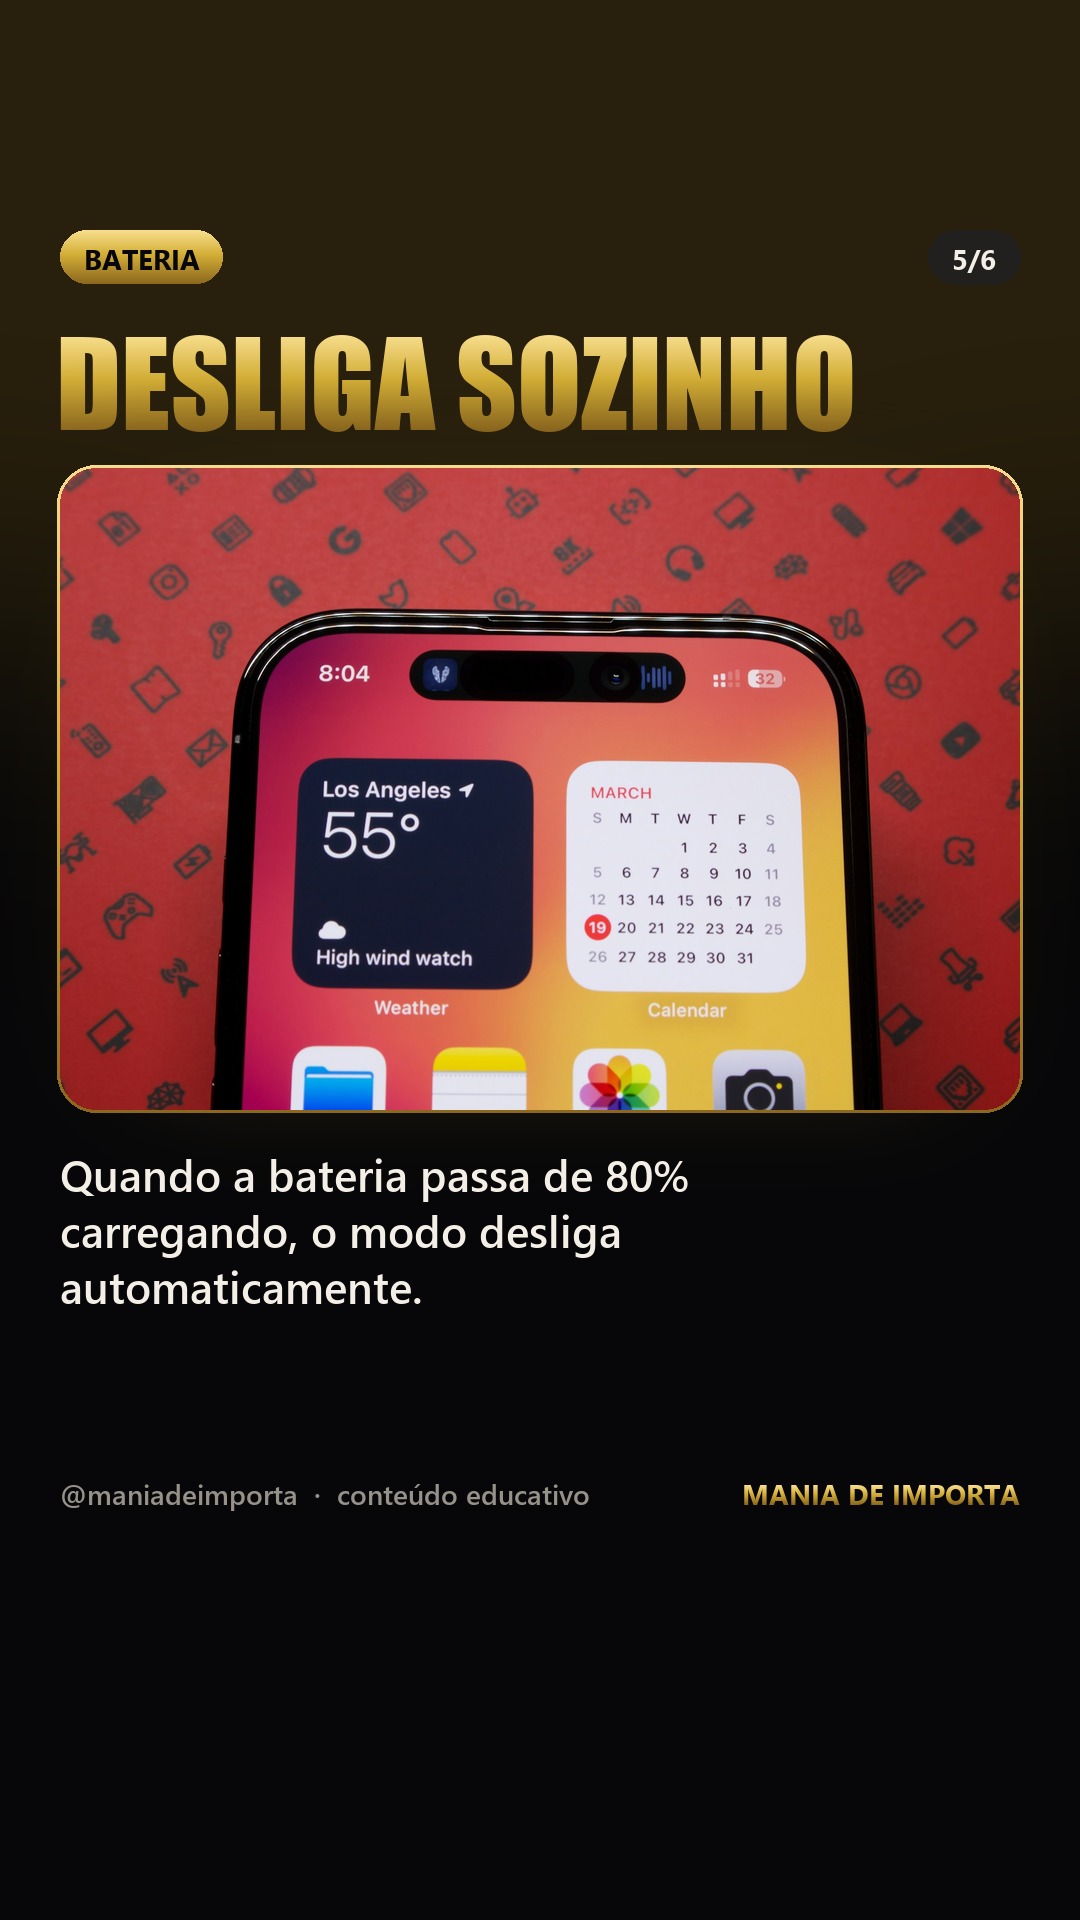 BATERIA
5/6
DESLIGA SOZINHO
8K
8:04
32
Los Angeles
55°
High wind watch
Weather
MARCH
S M T W T F S
1 2 3 4
5 6 7 8 9 10 11
12 13 14 15 16 17 18
19 20 21 22 23 24 25
26 27 28 29 30 31
Calendar
Quando a bateria passa de 80%
carregando, o modo desliga
automaticamente.
@maniadeimporta · conteúdo educativo
MANIA DE IMPORTA